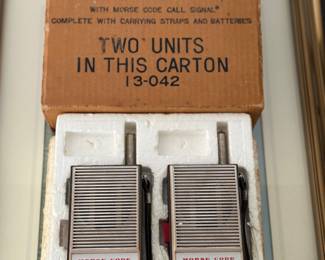 WITH MORSE CODE CALL SIGNAL*
COMPLETE WITH CARRYING STRAPS AND BATTERIES
TWO UNITS
IN THIS CARTON
13-042
MORSE CODE
MORSE CODE